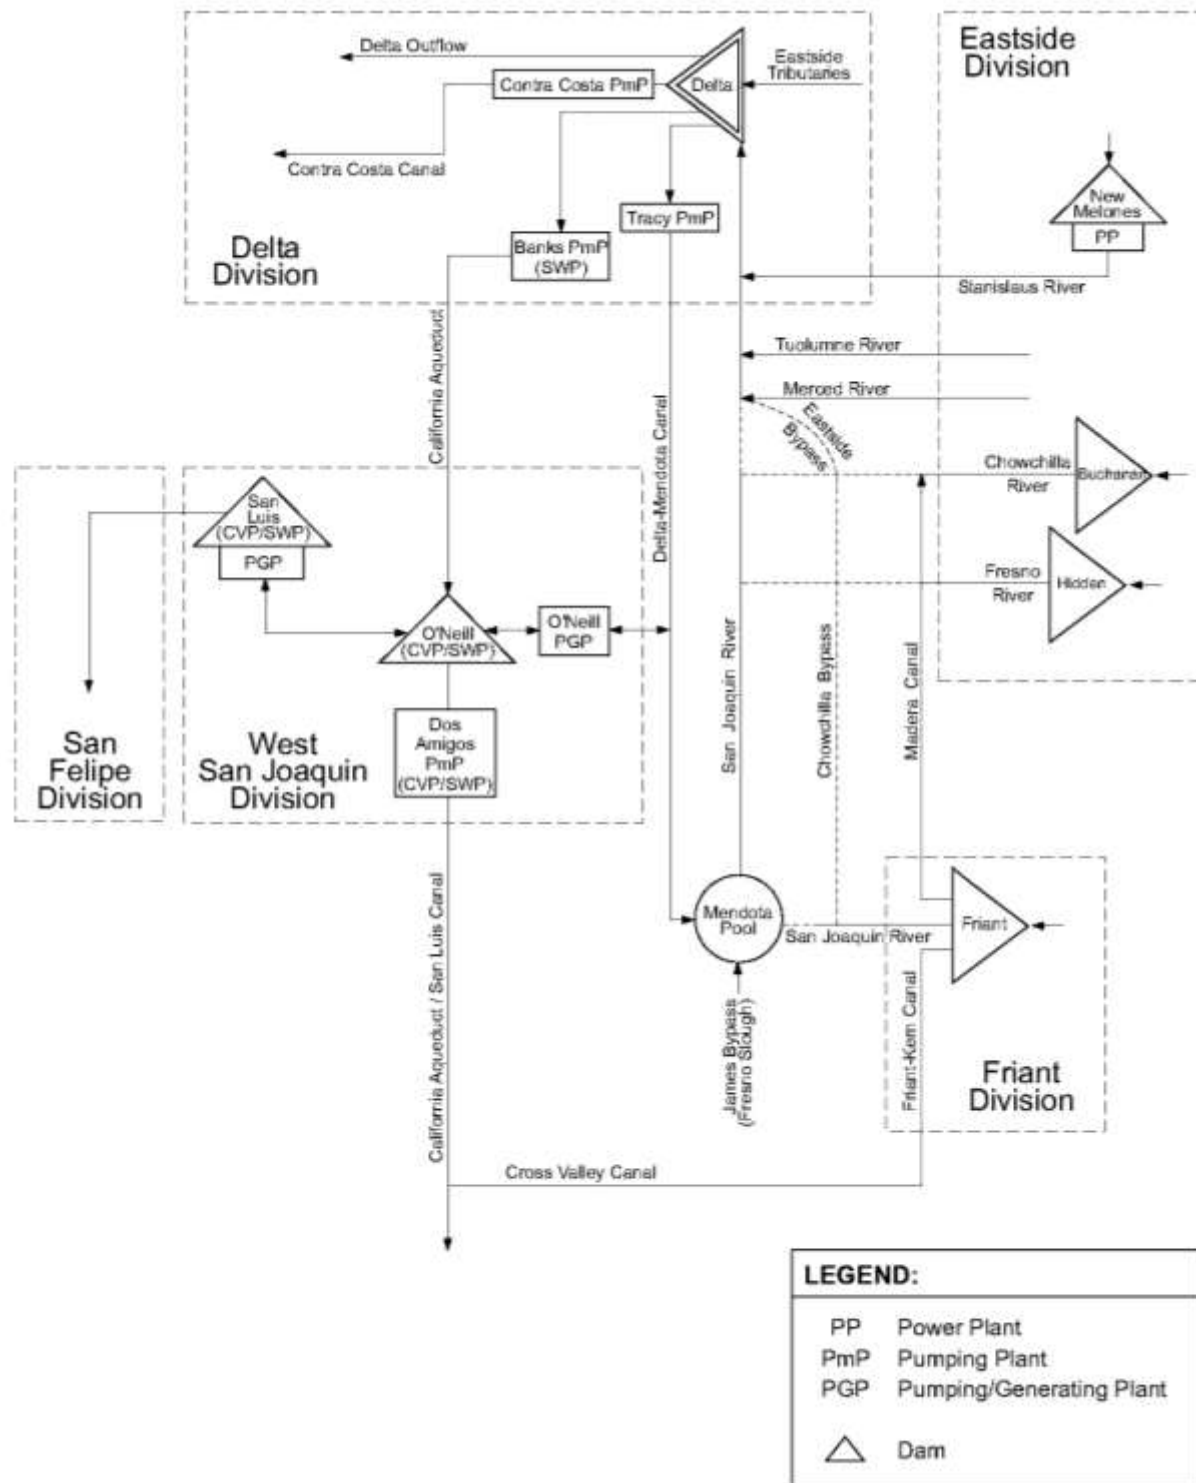 Delta Outflow
Eastside
Tributaries
Eastside
Division
Contra Costa PmP
Delta
Contra Costa Canal
New
Melones
PP
Tracy PmP
Delta
Division
Banks PmP
(SWP)
Stanislaus River
California Aqueduct
Tuolumne River
Merced River
Eastside
Bypass
Delta-Mendota Canal
Chowchilla
River
Buchanan
San
Luis
(CVP/SWP)
PGP
Fresno
River
Hidden
O'Neill
(CVP/SWP)
O'Neill
PGP
San Joaquin River
Chowchilla Bypass
Madera Canal
San
Felipe
Division
West
San Joaquin
Division
Dos
Amigos
PmP
(CVP/SWP)
Mendota
Pool
San Joaquin River
Friant
California Aqueduct / San Luis Canal
James Bypass
(Fresno Slough)
Friant-Kern Canal
Friant
Division
Cross Valley Canal
LEGEND:
PP Power Plant
PmP Pumping Plant
PGP Pumping/Generating Plant
Dam